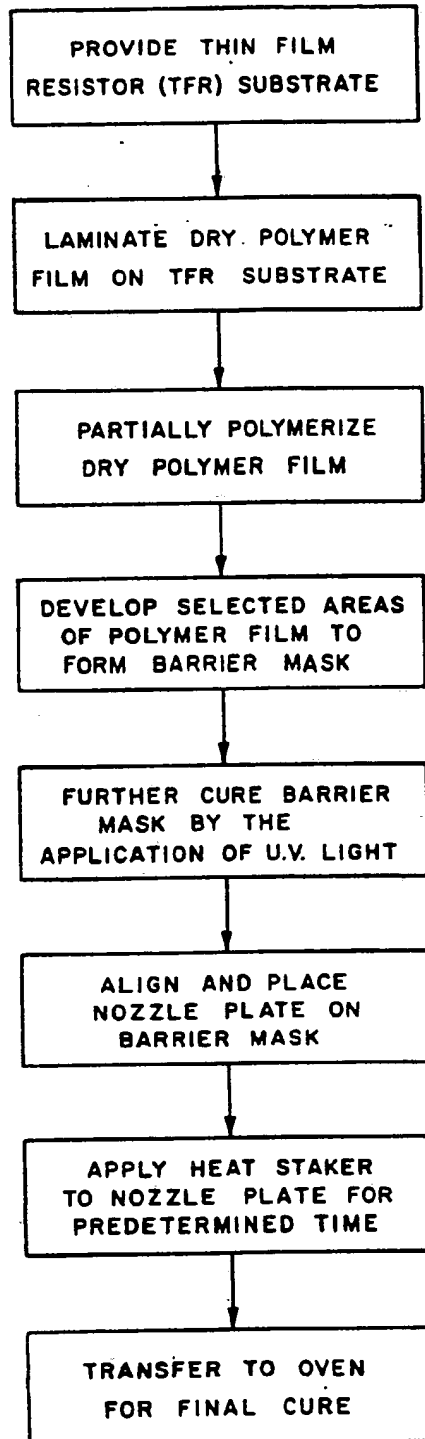 PROVIDE THIN FILM
RESISTOR (TFR) SUBSTRATE
LAMINATE DRY POLYMER
FILM ON TFR SUBSTRATE
PARTIALLY POLYMERIZE
DRY POLYMER FILM
DEVELOP SELECTED AREAS
OF POLYMER FILM TO
FORM BARRIER MASK
FURTHER CURE BARRIER
MASK BY THE
APPLICATION OF U.V. LIGHT
ALIGN AND PLACE
NOZZLE PLATE ON
BARRIER MASK
APPLY HEAT STAKER
TO NOZZLE PLATE FOR
PREDETERMINED TIME
TRANSFER TO OVEN
FOR FINAL CURE